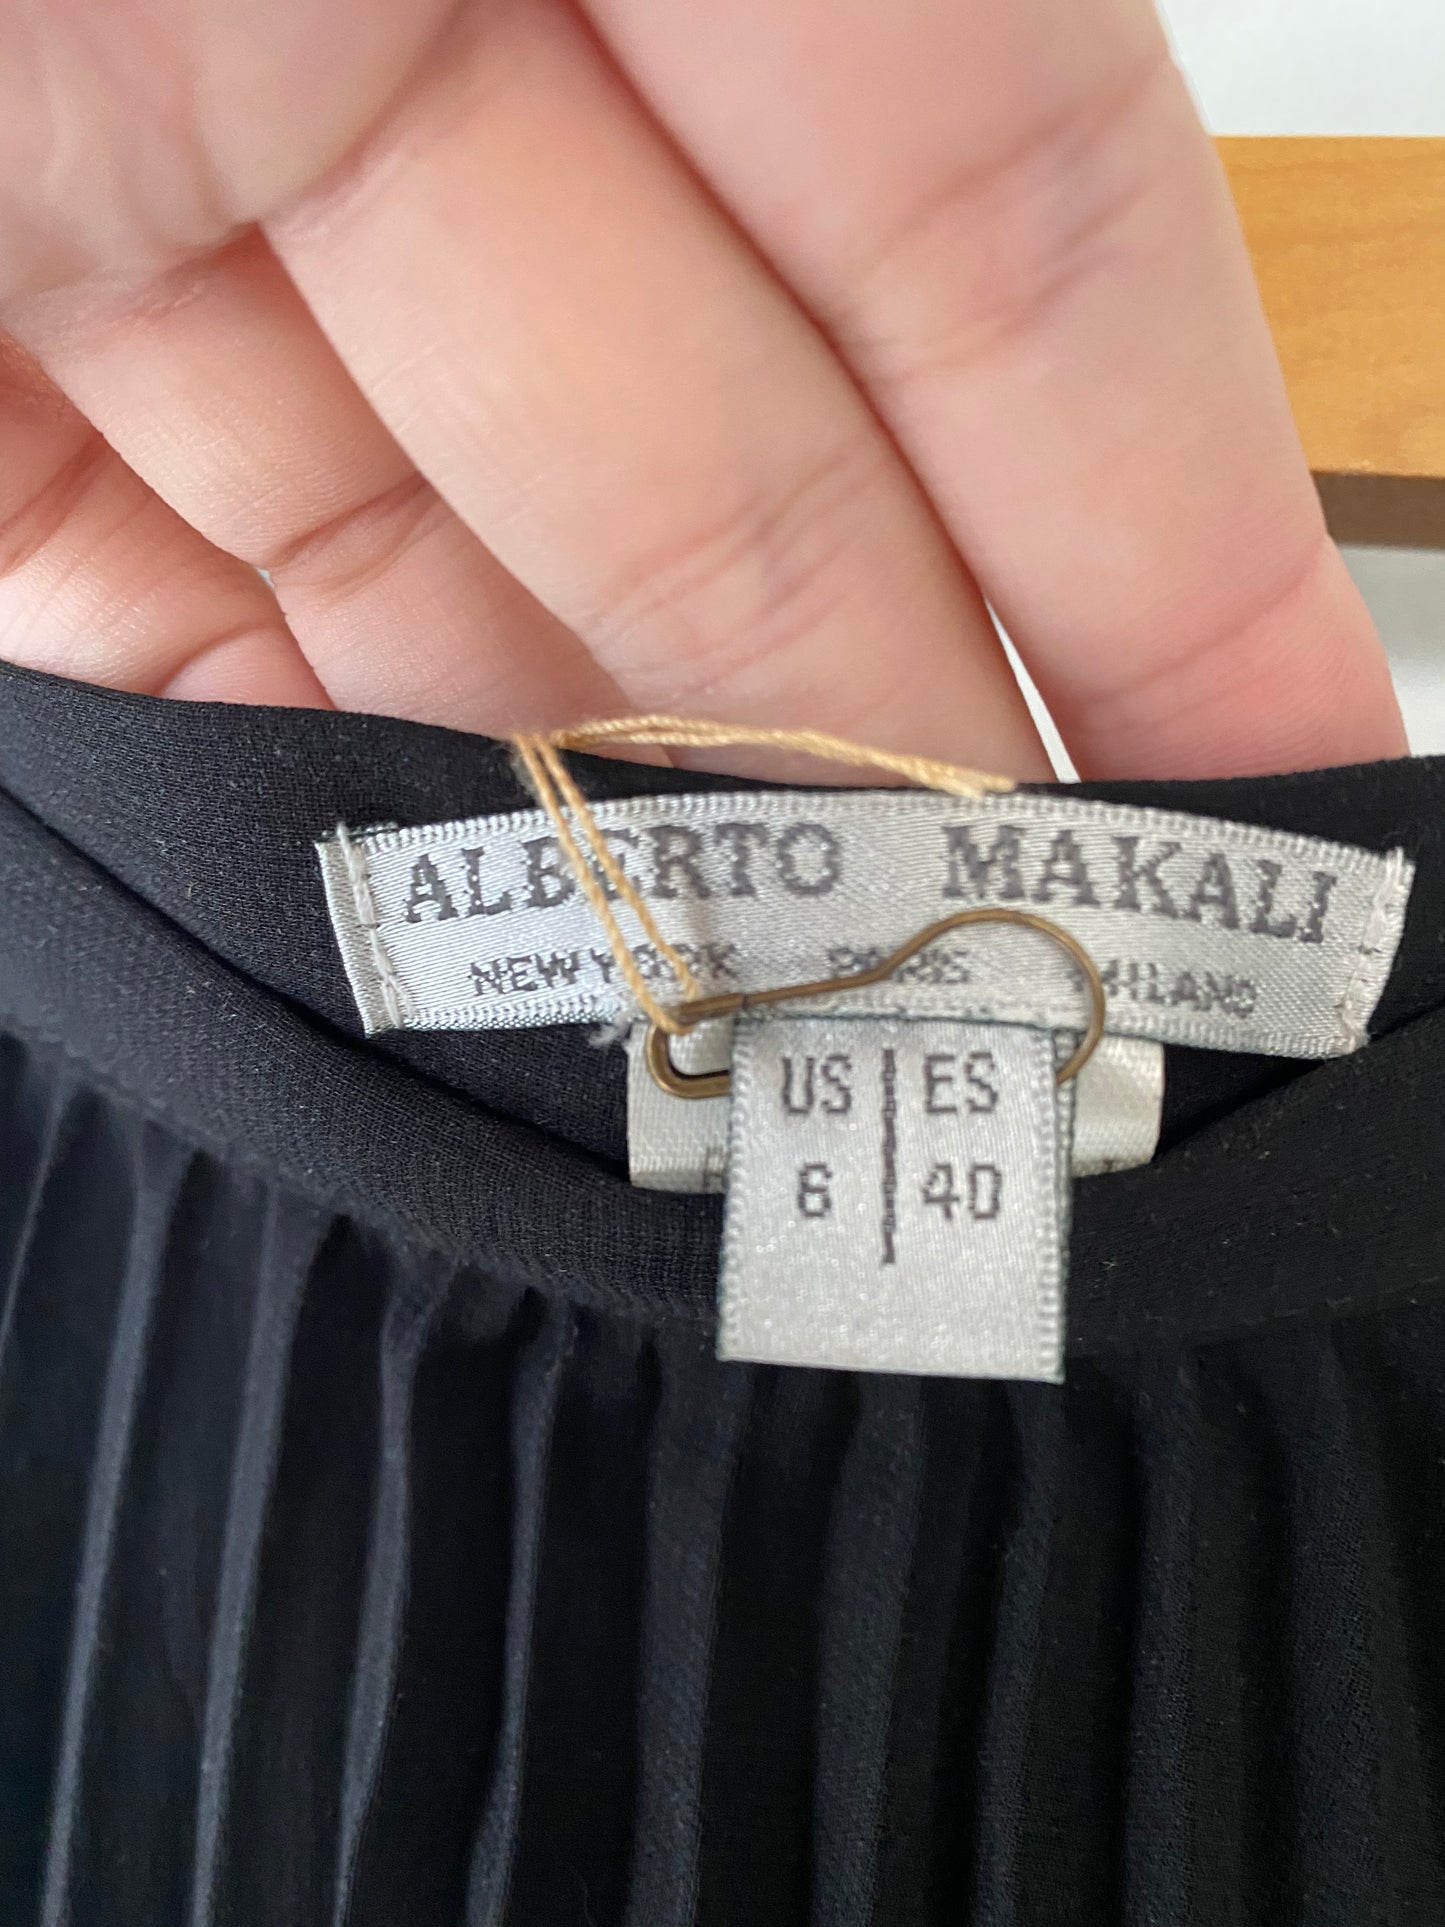 ALBERTO MAKALI
NEW YORK PARIS MILANO
US | ES
6 | 40